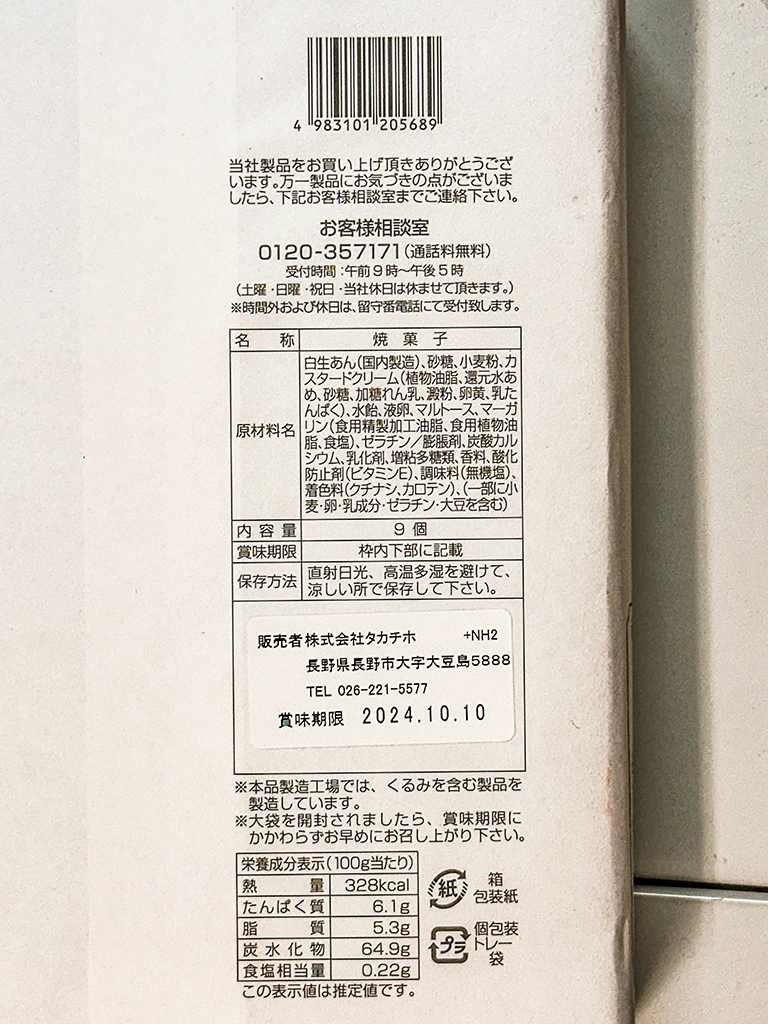 4 983101 205689
当社製品をお買い上げ頂きありがとうござ
います。万一製品にお気づきの点がございま
したら、下記お客様相談室までご連絡下さい。
お客様相談室
0120-357171(通話料無料)
受付時間:午前9時〜午後5時
(土曜・日曜・祝日・当社休日は休ませて頂きます。)
※時間外および休日は、留守番電話にて受付致します。
名 称 焼菓子
原材料名
白生あん(国内製造)、砂糖、小麦粉、カ
スタードクリーム(植物油脂、還元水あ
め、砂糖、加糖れん乳、澱粉、卵黄、乳た
んぱく)、水飴、液卵、マルトース、マーガ
リン(食用精製加工油脂、食用植物油
脂、食塩)、ゼラチン/膨脹剤、炭酸カル
シウム、乳化剤、増粘多糖類、香料、酸化
防止剤(ビタミンE)、調味料(無機塩)、
着色料(クチナシ、カロテン)、(一部に小
麦・卵・乳成分・ゼラチン・大豆を含む)
内容量 9個
賞味期限 枠内下部に記載
保存方法 直射日光、高温多湿を避けて、
涼しい所で保存して下さい。
販売者株式会社タカチホ +NH2
長野県長野市大字大豆島5888
TEL 026-221-5577
賞味期限 2024.10.10
※本品製造工場では、くるみを含む製品を
製造しています。
※大袋を開封されましたら、賞味期限に
かかわらずお早めにお召し上がり下さい。
栄養成分表示(100g当たり)
熱量 328kcal
たんぱく質 6.1g
脂質 5.3g
炭水化物 64.9g
食塩相当量 0.22g
この表示値は推定値です。
紙 箱
包装紙
プラ 個包装
トレー
袋